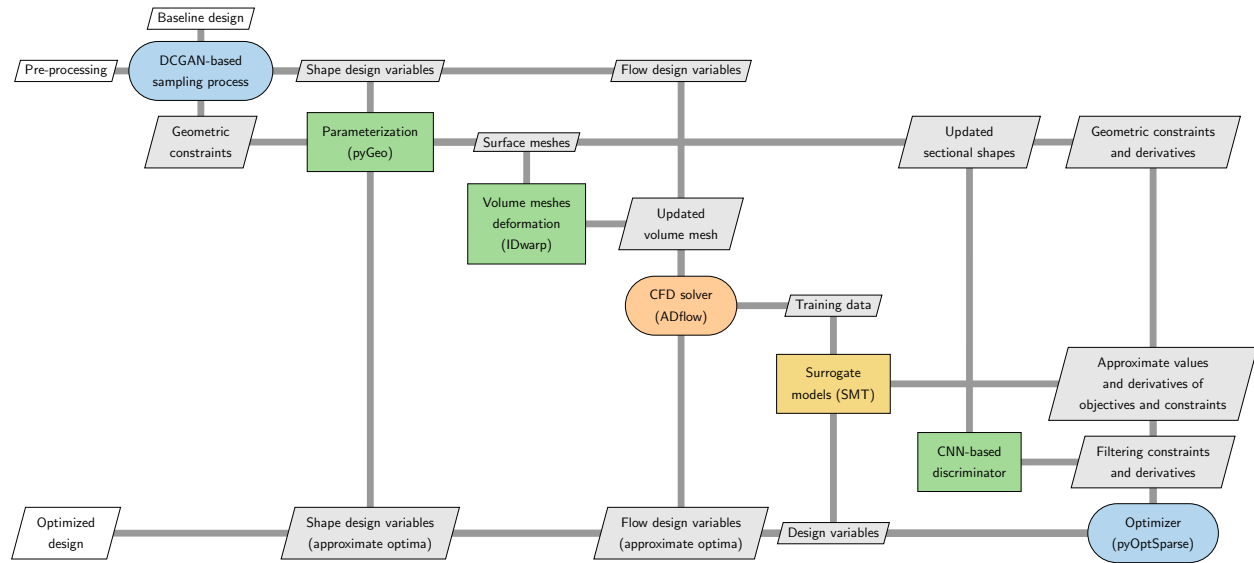 Baseline design
Pre-processing
DCGAN-based
sampling process
Shape design variables
Flow design variables
Geometric
constraints
Parameterization
(pyGeo)
Surface meshes
Updated
sectional shapes
Geometric constraints
and derivatives
Volume meshes
deformation
(IDwarp)
Updated
volume mesh
CFD solver
(ADflow)
Training data
Surrogate
models (SMT)
Approximate values
and derivatives of
objectives and constraints
CNN-based
discriminator
Filtering constraints
and derivatives
Optimized
design
Shape design variables
(approximate optima)
Flow design variables
(approximate optima)
Design variables
Optimizer
(pyOptSparse)